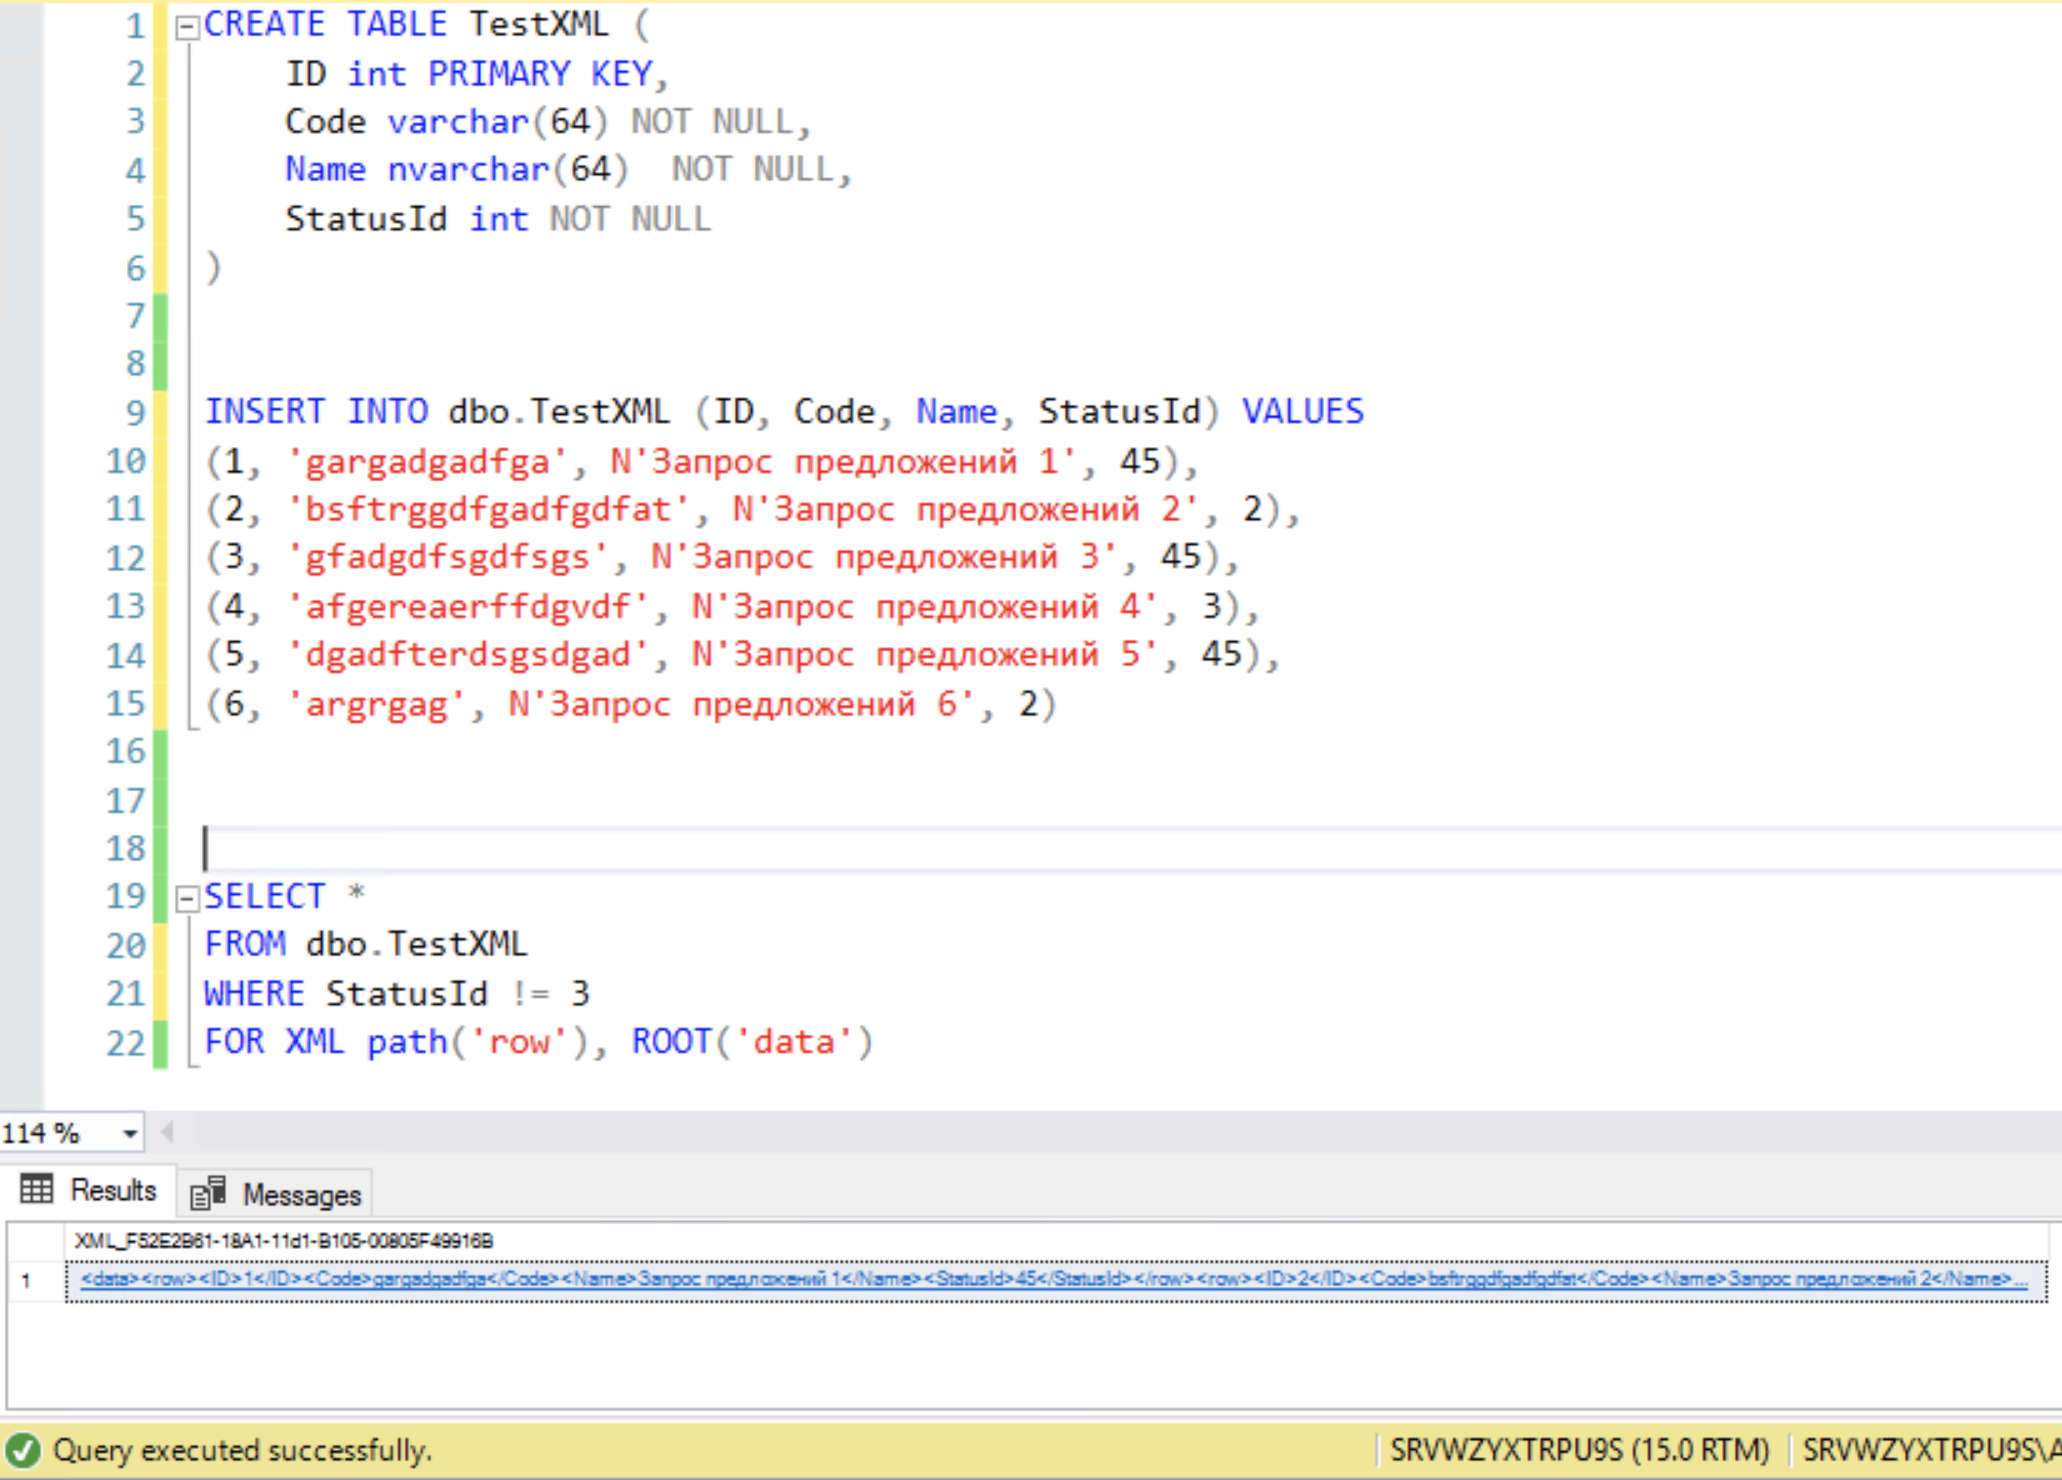 1 CREATE TABLE TestXML (
2 ID int PRIMARY KEY,
3 Code varchar(64) NOT NULL,
4 Name nvarchar(64)  NOT NULL,
5 StatusId int NOT NULL
6 )
7
8
9 INSERT INTO dbo.TestXML (ID, Code, Name, StatusId) VALUES
10 (1, 'gargadgadfga', N'Запрос предложений 1', 45),
11 (2, 'bsftrggdfgadfgdfat', N'Запрос предложений 2', 2),
12 (3, 'gfadgdfsgdfsgs', N'Запрос предложений 3', 45),
13 (4, 'afgereaerffdgvdf', N'Запрос предложений 4', 3),
14 (5, 'dgadfterdsgsdgad', N'Запрос предложений 5', 45),
15 (6, 'argrgag', N'Запрос предложений 6', 2)
16
17
18
19 SELECT *
20 FROM dbo.TestXML
21 WHERE StatusId != 3
22 FOR XML path('row'), ROOT('data')
114 %
Results Messages
XML_F52E2B61-18A1-11d1-B105-00805F49916B
1 <data><row><ID>1</ID><Code>gargadgadfga</Code><Name>Запрос предложений 1</Name><StatusId>45</StatusId></row><row><ID>2</ID><Code>bsftrggdfgadfgdfat</Code><Name>Запрос предложений 2</Name>...
Query executed successfully. SRVWZYXTRPU9S (15.0 RTM) SRVWZYXTRPU9S\A